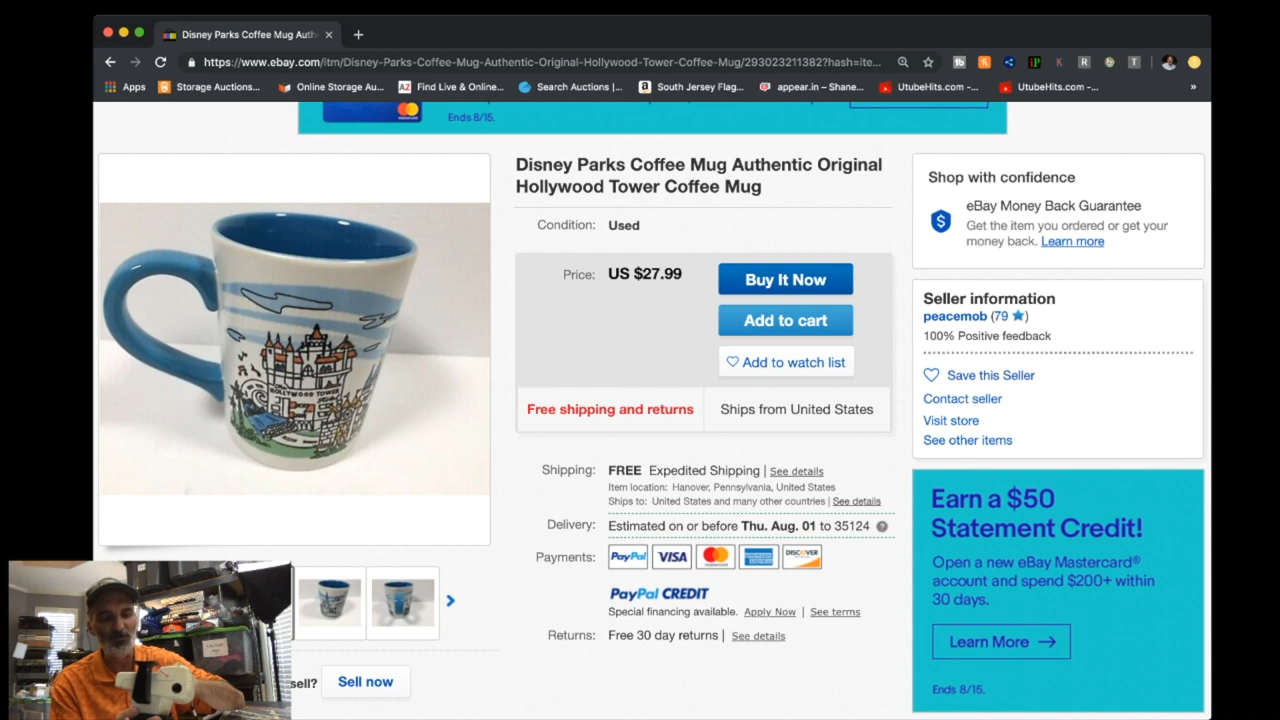 Disney Parks Coffee Mug Auth
https://www.ebay.com/itm/Disney-Parks-Coffee-Mug-Authentic-Original-Hollywood-Tower-Coffee-Mug/293023211382?hash=ite...
Apps Storage Auctions... Online Storage Au... Find Live & Online... Search Auctions |... South Jersey Flag... appear.in – Shane... UtubeHits.com -... UtubeHits.com -... »
Ends 8/15.
Disney Parks Coffee Mug Authentic Original
Hollywood Tower Coffee Mug
Condition: Used
Price: US $27.99
Buy It Now
Add to cart
Add to watch list
Free shipping and returns
Ships from United States
Shipping: FREE Expedited Shipping | See details
Item location: Hanover, Pennsylvania, United States
Ships to: United States and many other countries | See details
Delivery: Estimated on or before Thu. Aug. 01 to 35124
Payments: PayPal VISA MasterCard AMERICAN EXPRESS DISCOVER
PayPal CREDIT
Special financing available. Apply Now | See terms
Returns: Free 30 day returns | See details
HOLLYWOOD TOWER
sell? Sell now
Shop with confidence
eBay Money Back Guarantee
Get the item you ordered or get your
money back. Learn more
Seller information
peacemob (79)
100% Positive feedback
Save this Seller
Contact seller
Visit store
See other items
Earn a $50
Statement Credit!
Open a new eBay Mastercard®
account and spend $200+ within
30 days.
Learn More →
Ends 8/15.